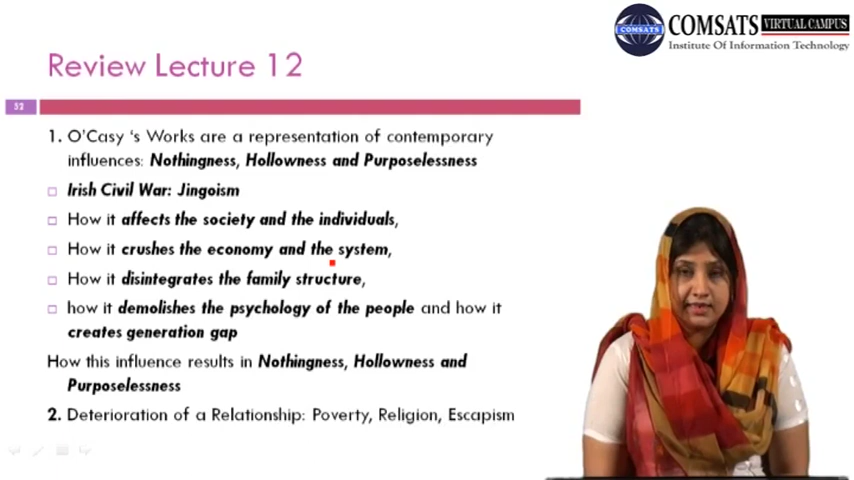 COMSATS VIRTUAL CAMPUS
COMSATS
Institute Of Information Technology
Review Lecture 12
52
1. O'Casy 's Works are a representation of contemporary
influences: Nothingness, Hollowness and Purposelessness
Irish Civil War: Jingoism
How it affects the society and the individuals,
How it crushes the economy and the system,
How it disintegrates the family structure,
how it demolishes the psychology of the people and how it
creates generation gap
How this influence results in Nothingness, Hollowness and
Purposelessness
2. Deterioration of a Relationship: Poverty, Religion, Escapism